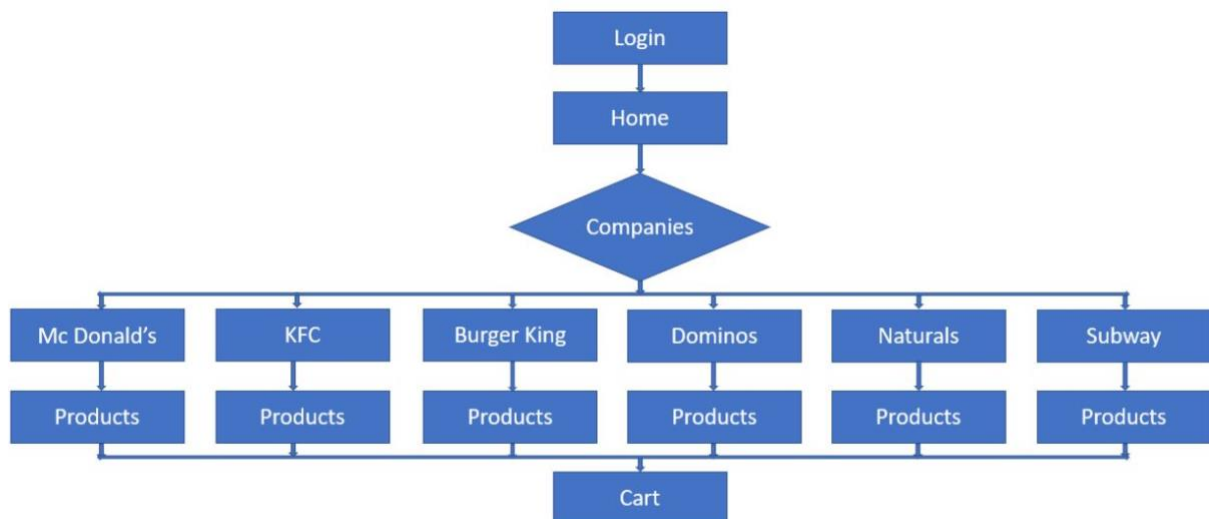 Login
Home
Companies
Mc Donald's
KFC
Burger King
Dominos
Naturals
Subway
Products
Products
Products
Products
Products
Products
Cart